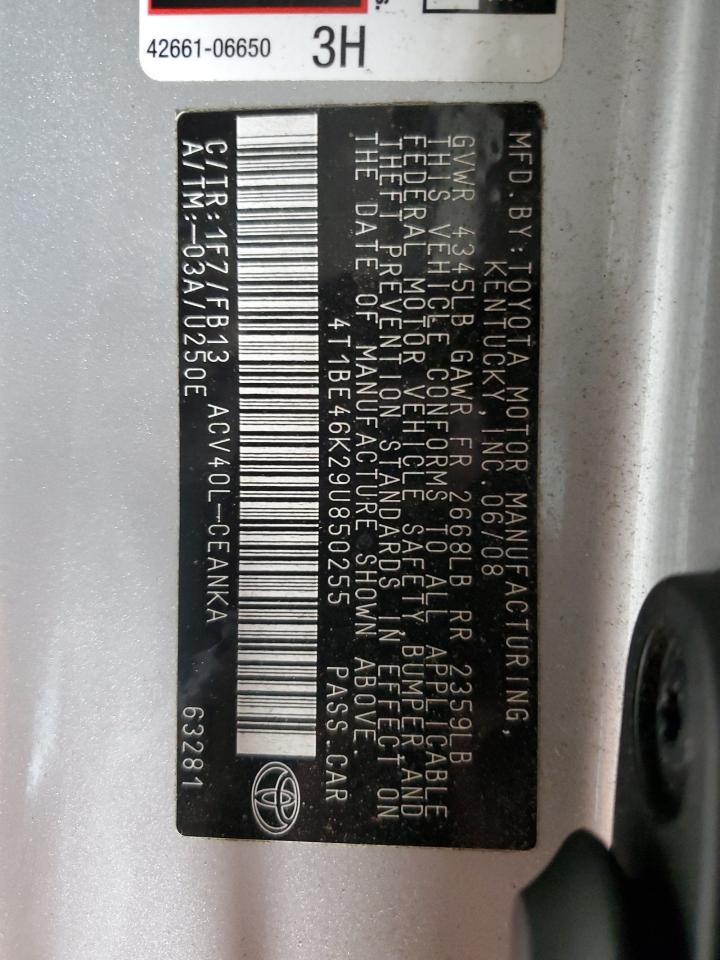 42661-06650 3H
MFD. BY: TOYOTA MOTOR MANUFACTURING,
KENTUCKY, INC. 06/08
GVWR 4345LB GAWR FR 2668LB RR 2359LB
THIS VEHICLE CONFORMS TO ALL APPLICABLE
FEDERAL MOTOR VEHICLE SAFETY, BUMPER, AND
THEFT PREVENTION STANDARDS IN EFFECT ON
THE DATE OF MANUFACTURE SHOWN ABOVE.
4T1BE46K29U850255 PASS.CAR
C/TR:1F7/FB13 ACV40L-CEANKA
A/TM:-03A/U250E 63281